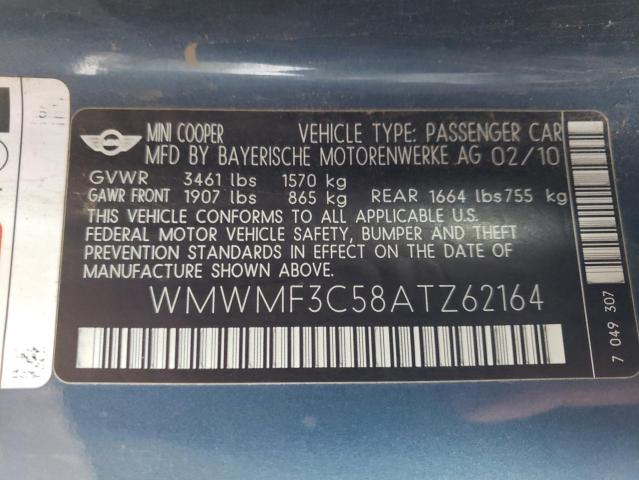 MINI COOPER VEHICLE TYPE: PASSENGER CAR
MFD BY BAYERISCHE MOTORENWERKE AG 02/10
GVWR 3461 lbs 1570 kg
GAWR FRONT 1907 lbs 865 kg REAR 1664 lbs 755 kg
THIS VEHICLE CONFORMS TO ALL APPLICABLE U.S.
FEDERAL MOTOR VEHICLE SAFETY, BUMPER AND THEFT
PREVENTION STANDARDS IN EFFECT ON THE DATE OF
MANUFACTURE SHOWN ABOVE.
WMWMF3C58ATZ62164
7 049 307